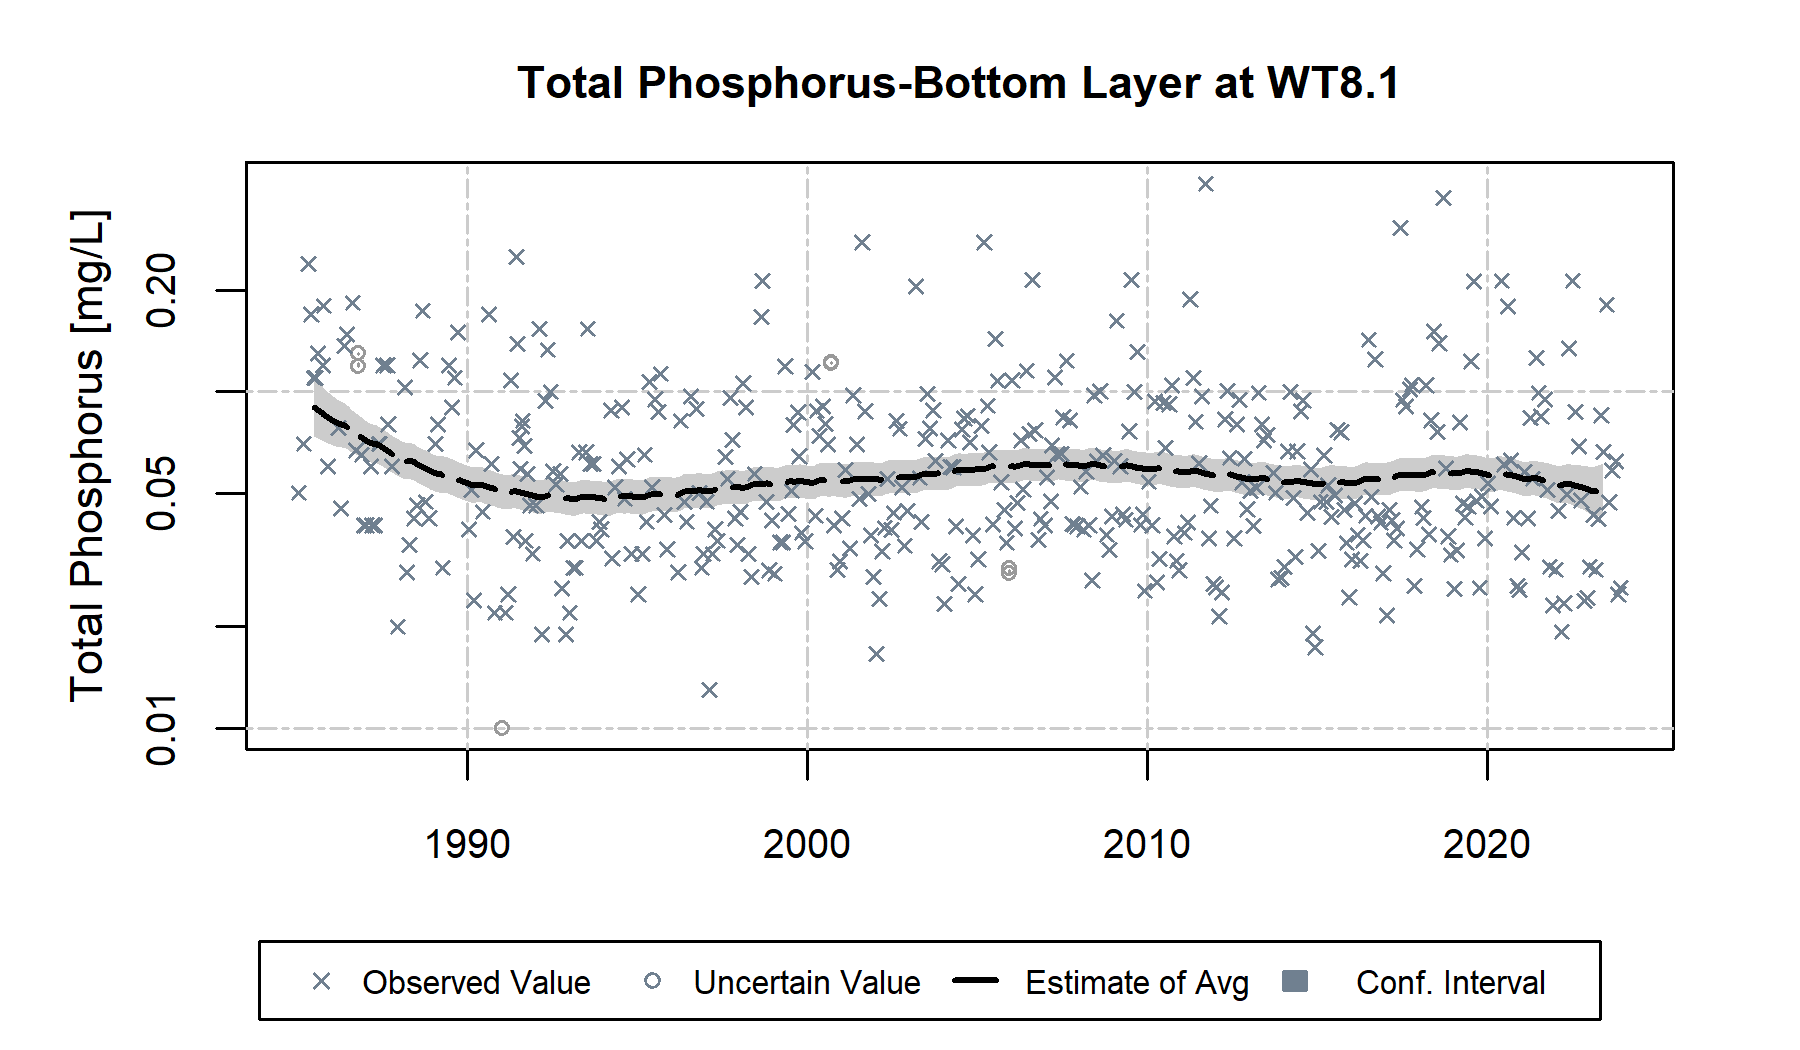 Total Phosphorus-Bottom Layer at WT8.1
Total Phosphorus [mg/L]
0.20
0.05
0.01
1990 2000 2010 2020
Observed Value Uncertain Value Estimate of Avg Conf. Interval